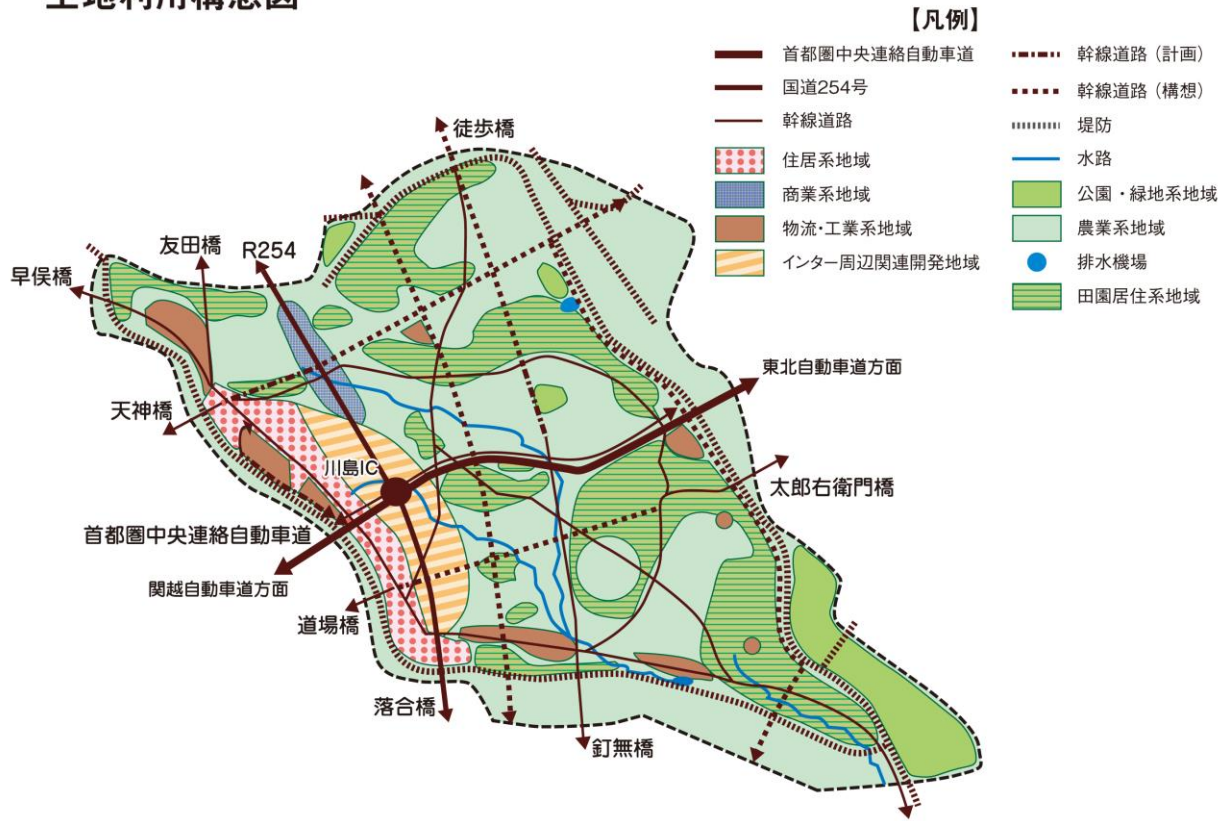 土地利用構想図
【凡例】
首都圏中央連絡自動車道
国道254号
幹線道路
住居系地域
商業系地域
物流・工業系地域
インター周辺関連開発地域
幹線道路（計画）
幹線道路（構想）
堤防
水路
公園・緑地系地域
農業系地域
排水機場
田園居住系地域
徒歩橋
友田橋
R254
早俣橋
東北自動車道方面
天神橋
川島IC
太郎右衛門橋
首都圏中央連絡自動車道
関越自動車道方面
道場橋
落合橋
釘無橋